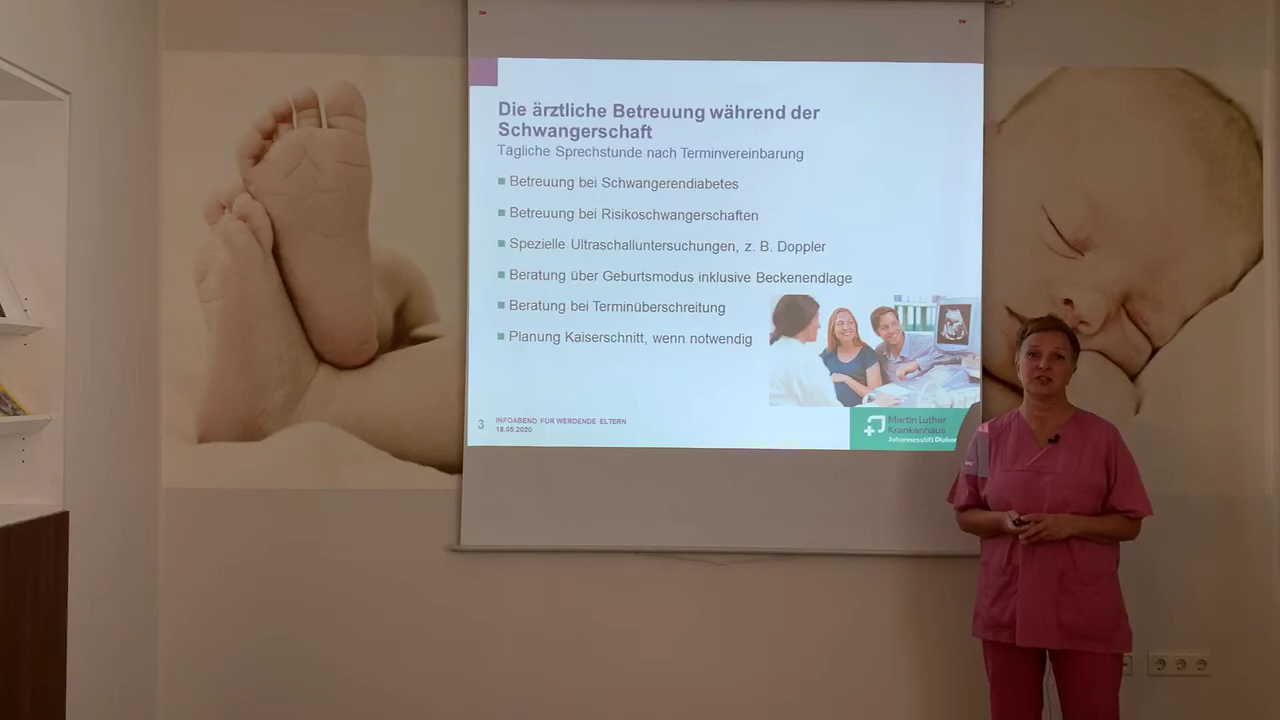 Die ärztliche Betreuung während der
Schwangerschaft
Tägliche Sprechstunde nach Terminvereinbarung
Betreuung bei Schwangerendiabetes
Betreuung bei Risikoschwangerschaften
Spezielle Ultraschalluntersuchungen, z. B. Doppler
Beratung über Geburtsmodus inklusive Beckenendlage
Beratung bei Terminüberschreitung
Planung Kaiserschnitt, wenn notwendig
3
INFOABEND FÜR WERDENDE ELTERN
18.05.2020
Martin Luther
Krankenhaus
Johannesstift